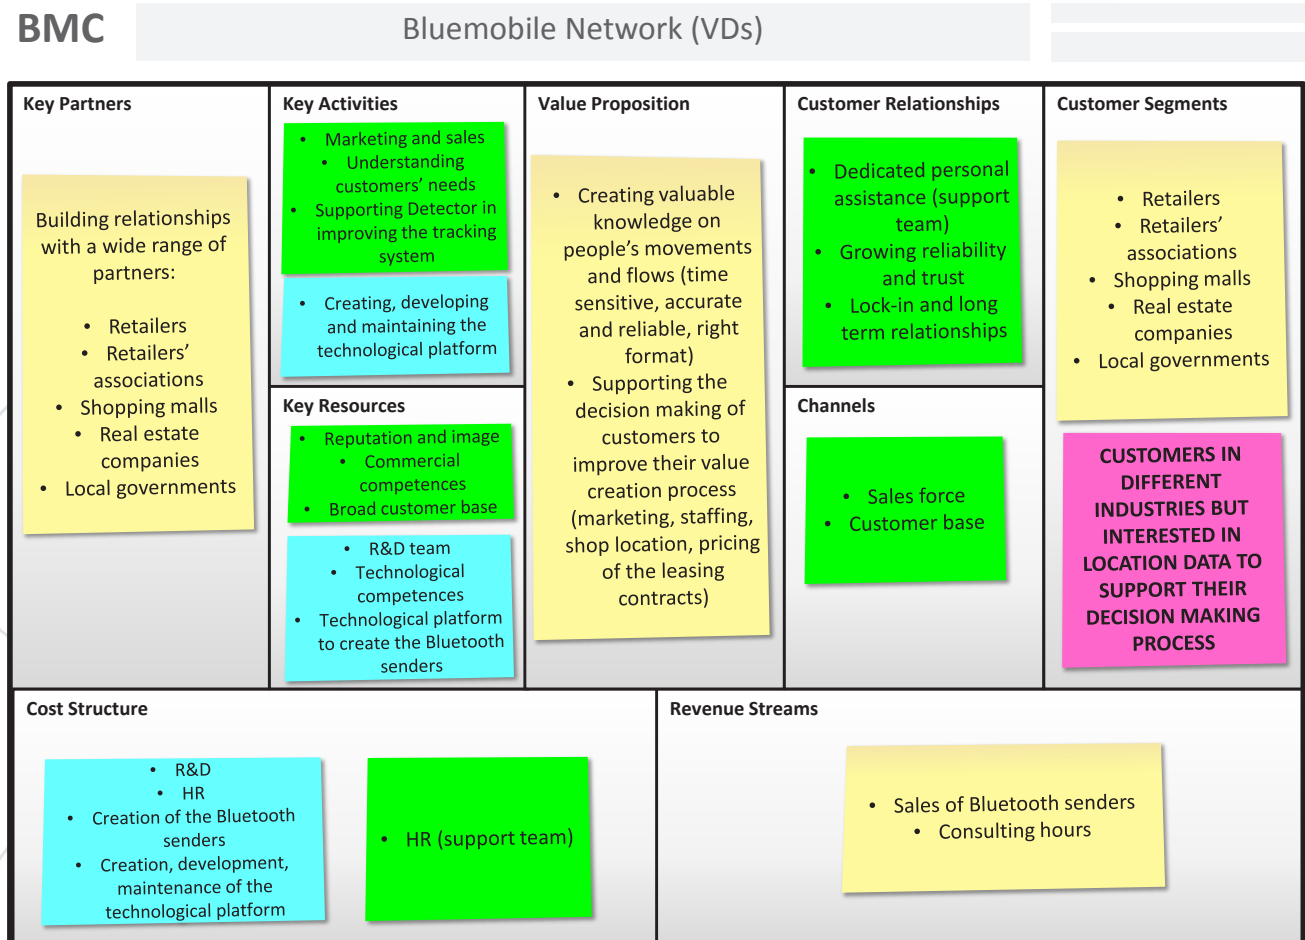 BMC
Bluemobile Network (VDs)
Key Partners
Building relationships
with a wide range of
partners:
• Retailers
• Retailers'
associations
• Shopping malls
• Real estate
companies
• Local governments
Key Activities
• Marketing and sales
• Understanding
customers' needs
• Supporting Detector in
improving the tracking
system
• Creating, developing
and maintaining the
technological platform
Key Resources
• Reputation and image
• Commercial
competences
• Broad customer base
• R&D team
• Technological
competences
• Technological platform
to create the Bluetooth
senders
Value Proposition
• Creating valuable
knowledge on
people's movements
and flows (time
sensitive, accurate
and reliable, right
format)
• Supporting the
decision making of
customers to
improve their value
creation process
(marketing, staffing,
shop location, pricing
of the leasing
contracts)
Customer Relationships
• Dedicated personal
assistance (support
team)
• Growing reliability
and trust
• Lock-in and long
term relationships
Channels
• Sales force
• Customer base
Customer Segments
• Retailers
• Retailers'
associations
• Shopping malls
• Real estate
companies
• Local governments
CUSTOMERS IN
DIFFERENT
INDUSTRIES BUT
INTERESTED IN
LOCATION DATA TO
SUPPORT THEIR
DECISION MAKING
PROCESS
Cost Structure
• R&D
• HR
• Creation of the Bluetooth
senders
• Creation, development,
maintenance of the
technological platform
• HR (support team)
Revenue Streams
• Sales of Bluetooth senders
• Consulting hours